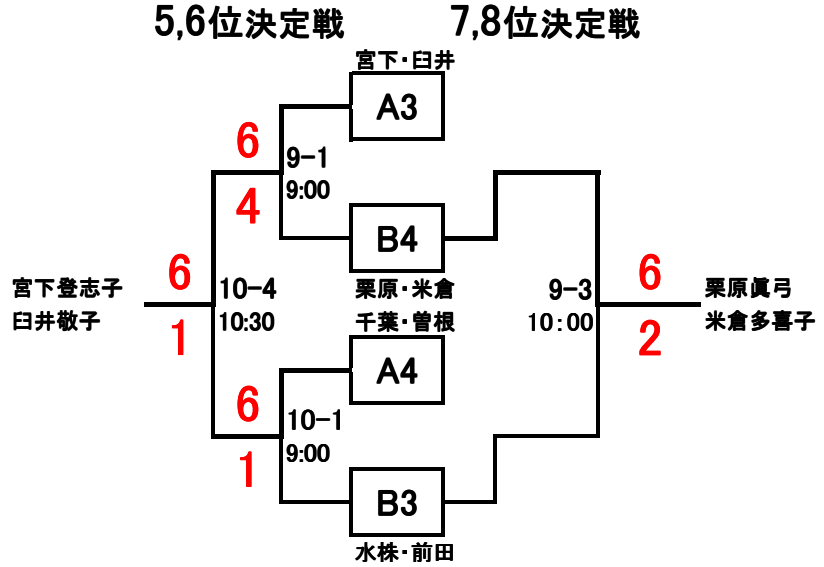 5,6位決定戦 7,8位決定戦
宮下・臼井
A3
6
9-1
9:00
4
B4
栗原・米倉
宮下登志子
臼井敬子
6
10-4
10:30
1
9-3
10:00
6
2
栗原眞弓
米倉多喜子
千葉・曽根
A4
6
10-1
9:00
1
B3
水株・前田